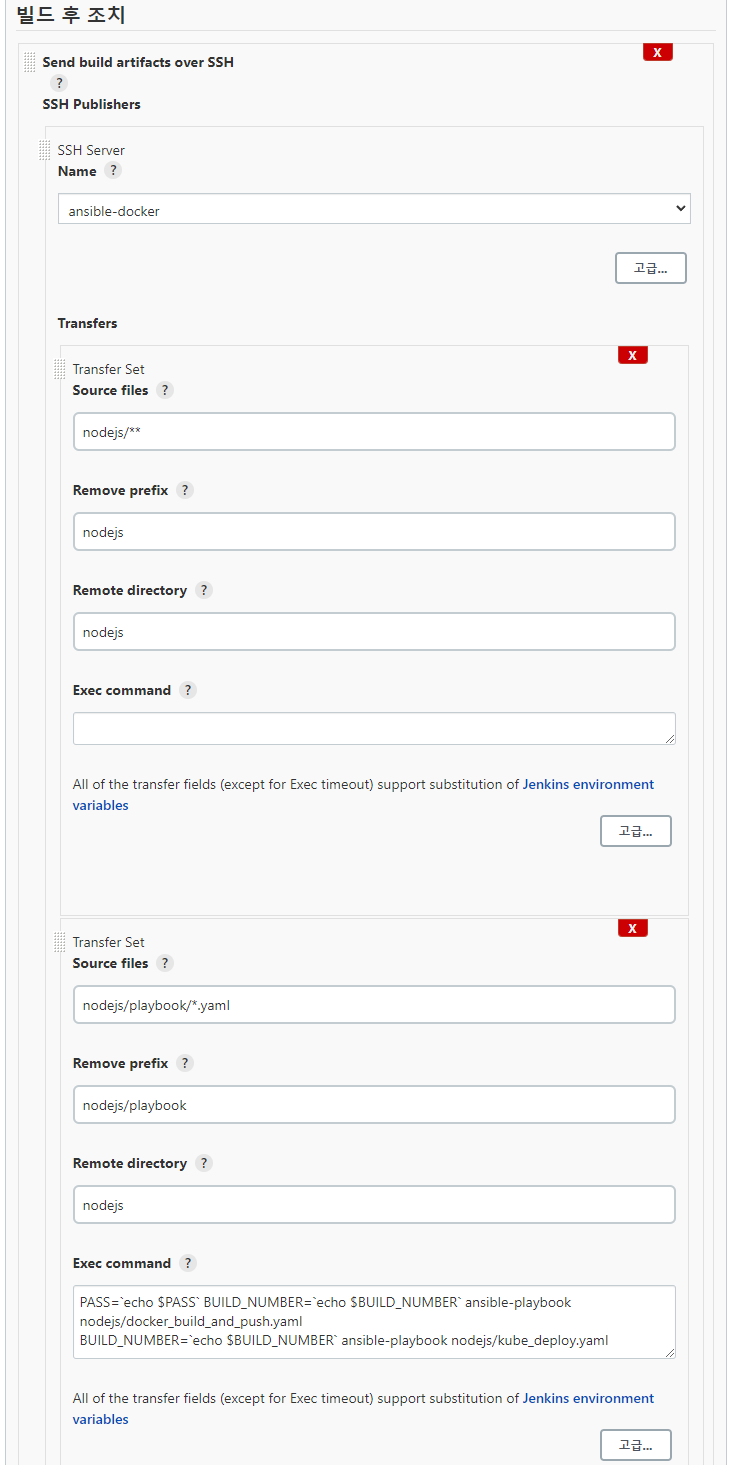 빌드 후 조치
Send build artifacts over SSH
X
?
SSH Publishers
SSH Server
Name ?
ansible-docker
고급...
Transfers
X
Transfer Set
Source files ?
nodejs/**
Remove prefix ?
nodejs
Remote directory ?
nodejs
Exec command ?
All of the transfer fields (except for Exec timeout) support substitution of Jenkins environment
variables
고급...
X
Transfer Set
Source files ?
nodejs/playbook/*.yaml
Remove prefix ?
nodejs/playbook
Remote directory ?
nodejs
Exec command ?
PASS=`echo $PASS` BUILD_NUMBER=`echo $BUILD_NUMBER` ansible-playbook
nodejs/docker_build_and_push.yaml
BUILD_NUMBER=`echo $BUILD_NUMBER` ansible-playbook nodejs/kube_deploy.yaml
All of the transfer fields (except for Exec timeout) support substitution of Jenkins environment
variables
고급...